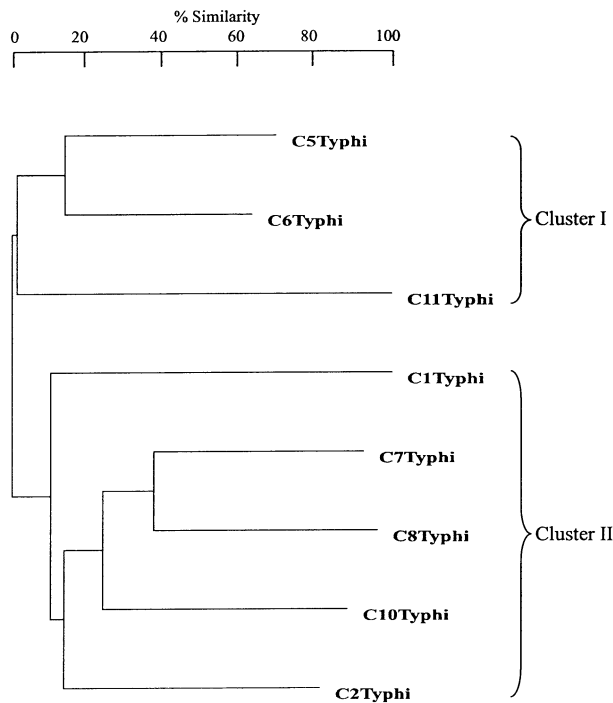 % Similarity
0 20 40 60 80 100
C5Typhi
C6Typhi
Cluster I
C11Typhi
C1Typhi
C7Typhi
C8Typhi
Cluster II
C10Typhi
C2Typhi